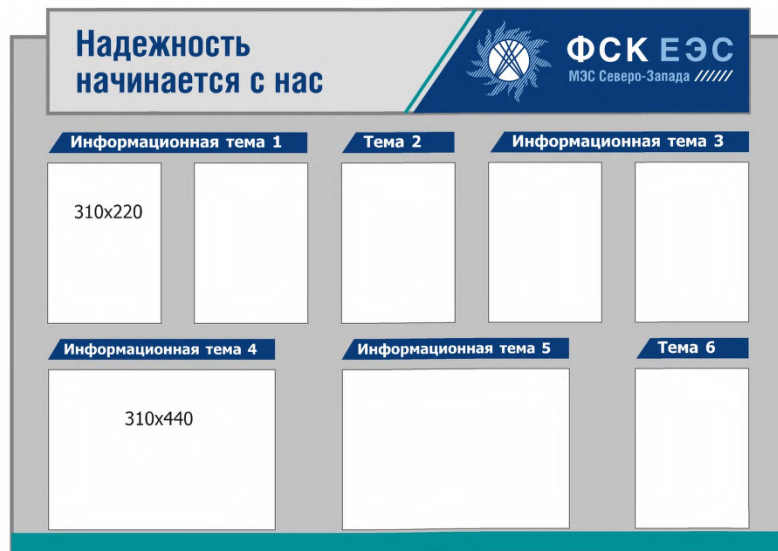 Надежность
начинается с нас
ФСК ЕЭС
МЭС Северо-Запада //////
Информационная тема 1
Тема 2
Информационная тема 3
310x220
Информационная тема 4
Информационная тема 5
Тема 6
310x440